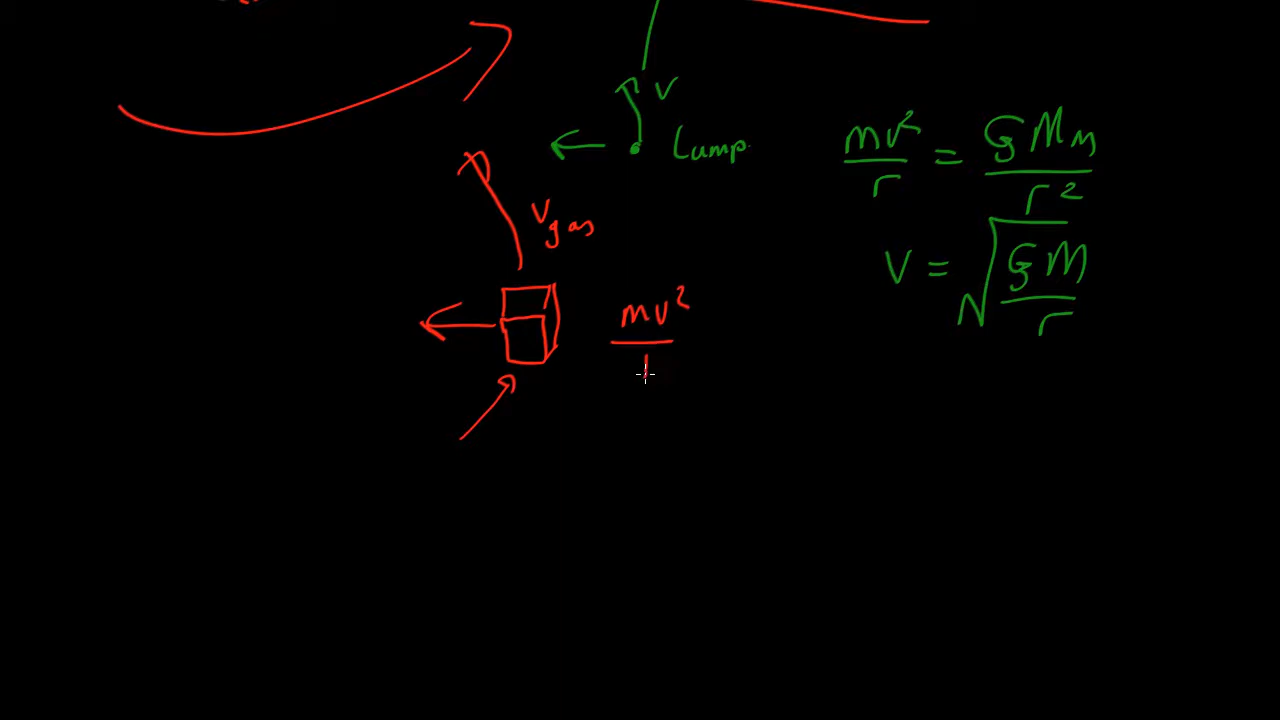 V
Lump
mv²/r = GMm/r²
V = √(GM/r)
Vgas
mv²